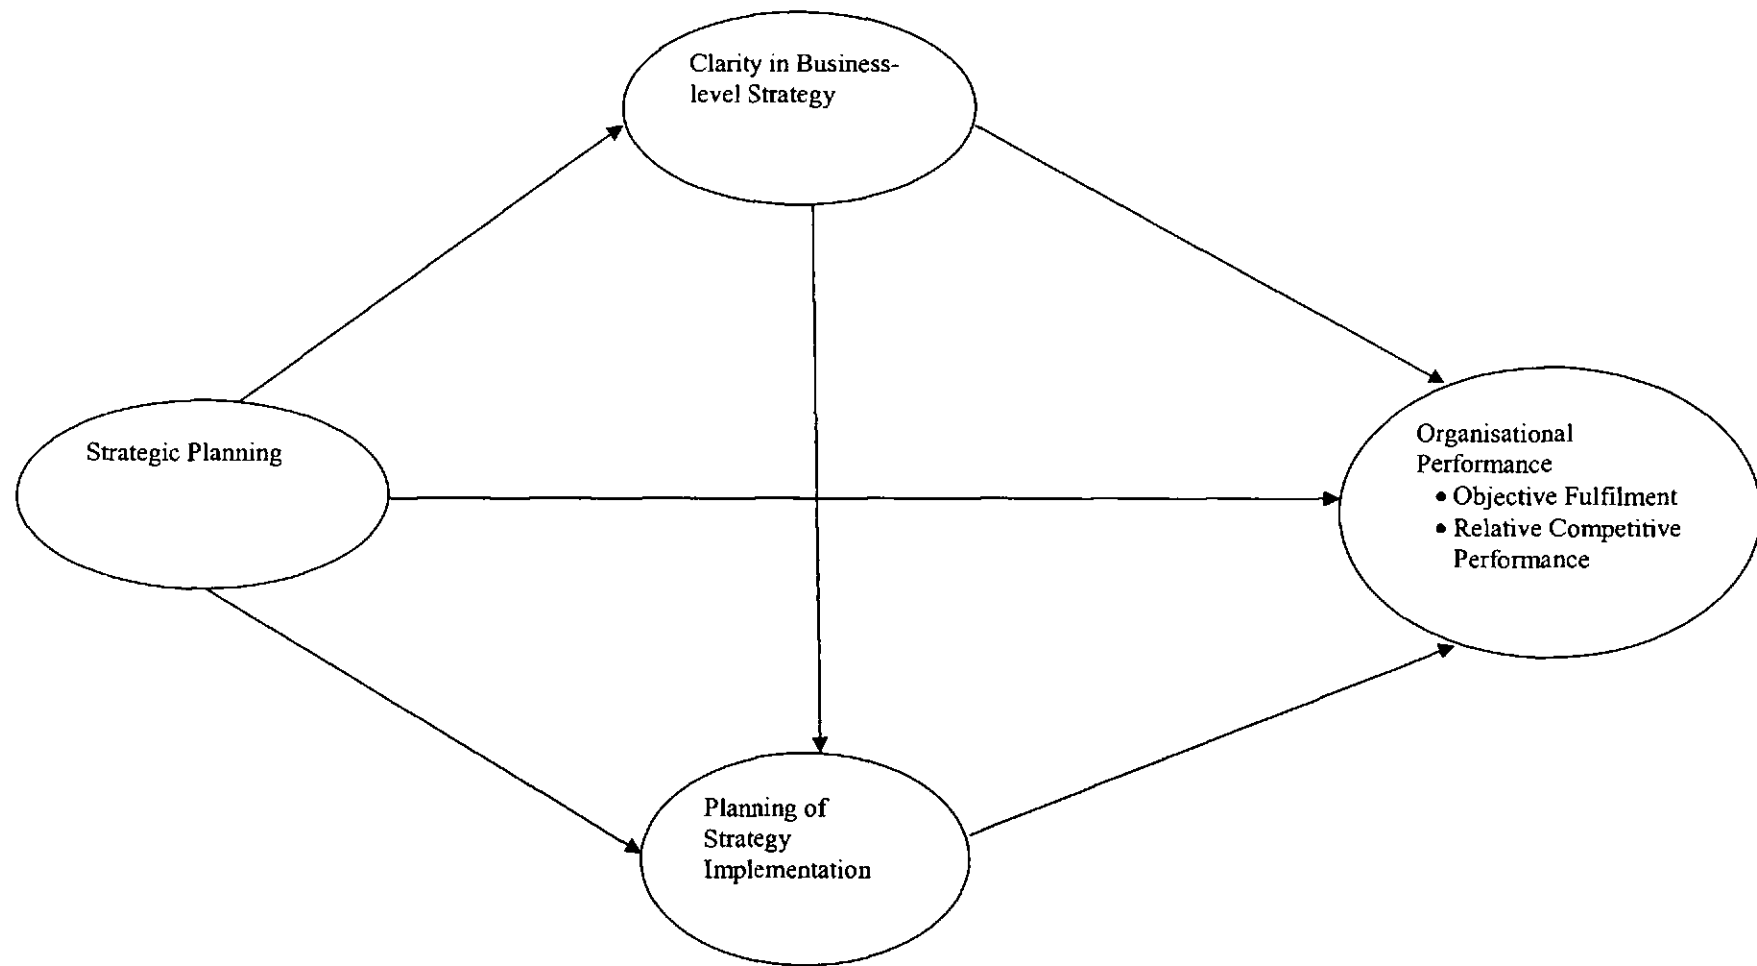 Clarity in Business-
level Strategy
Strategic Planning
Organisational
Performance
• Objective Fulfilment
• Relative Competitive
Performance
Planning of
Strategy
Implementation